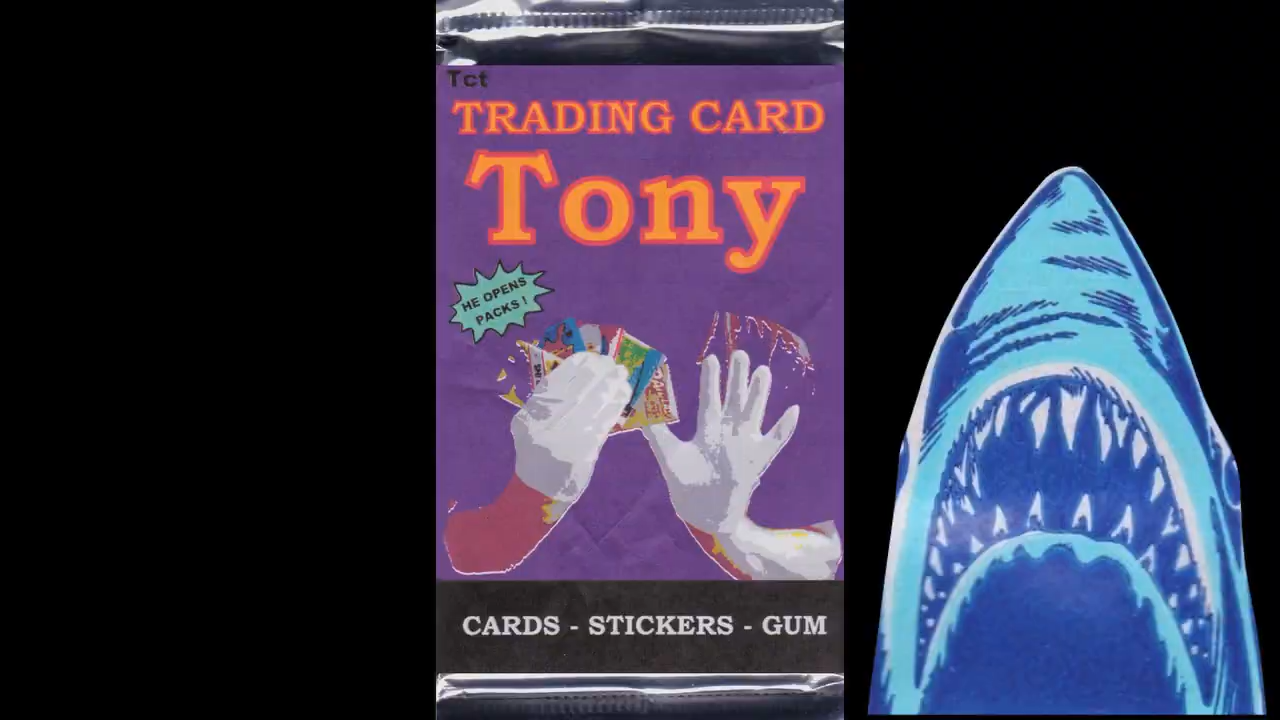 Tct
TRADING CARD
Tony
HE OPENS
PACKS !
CARDS - STICKERS - GUM